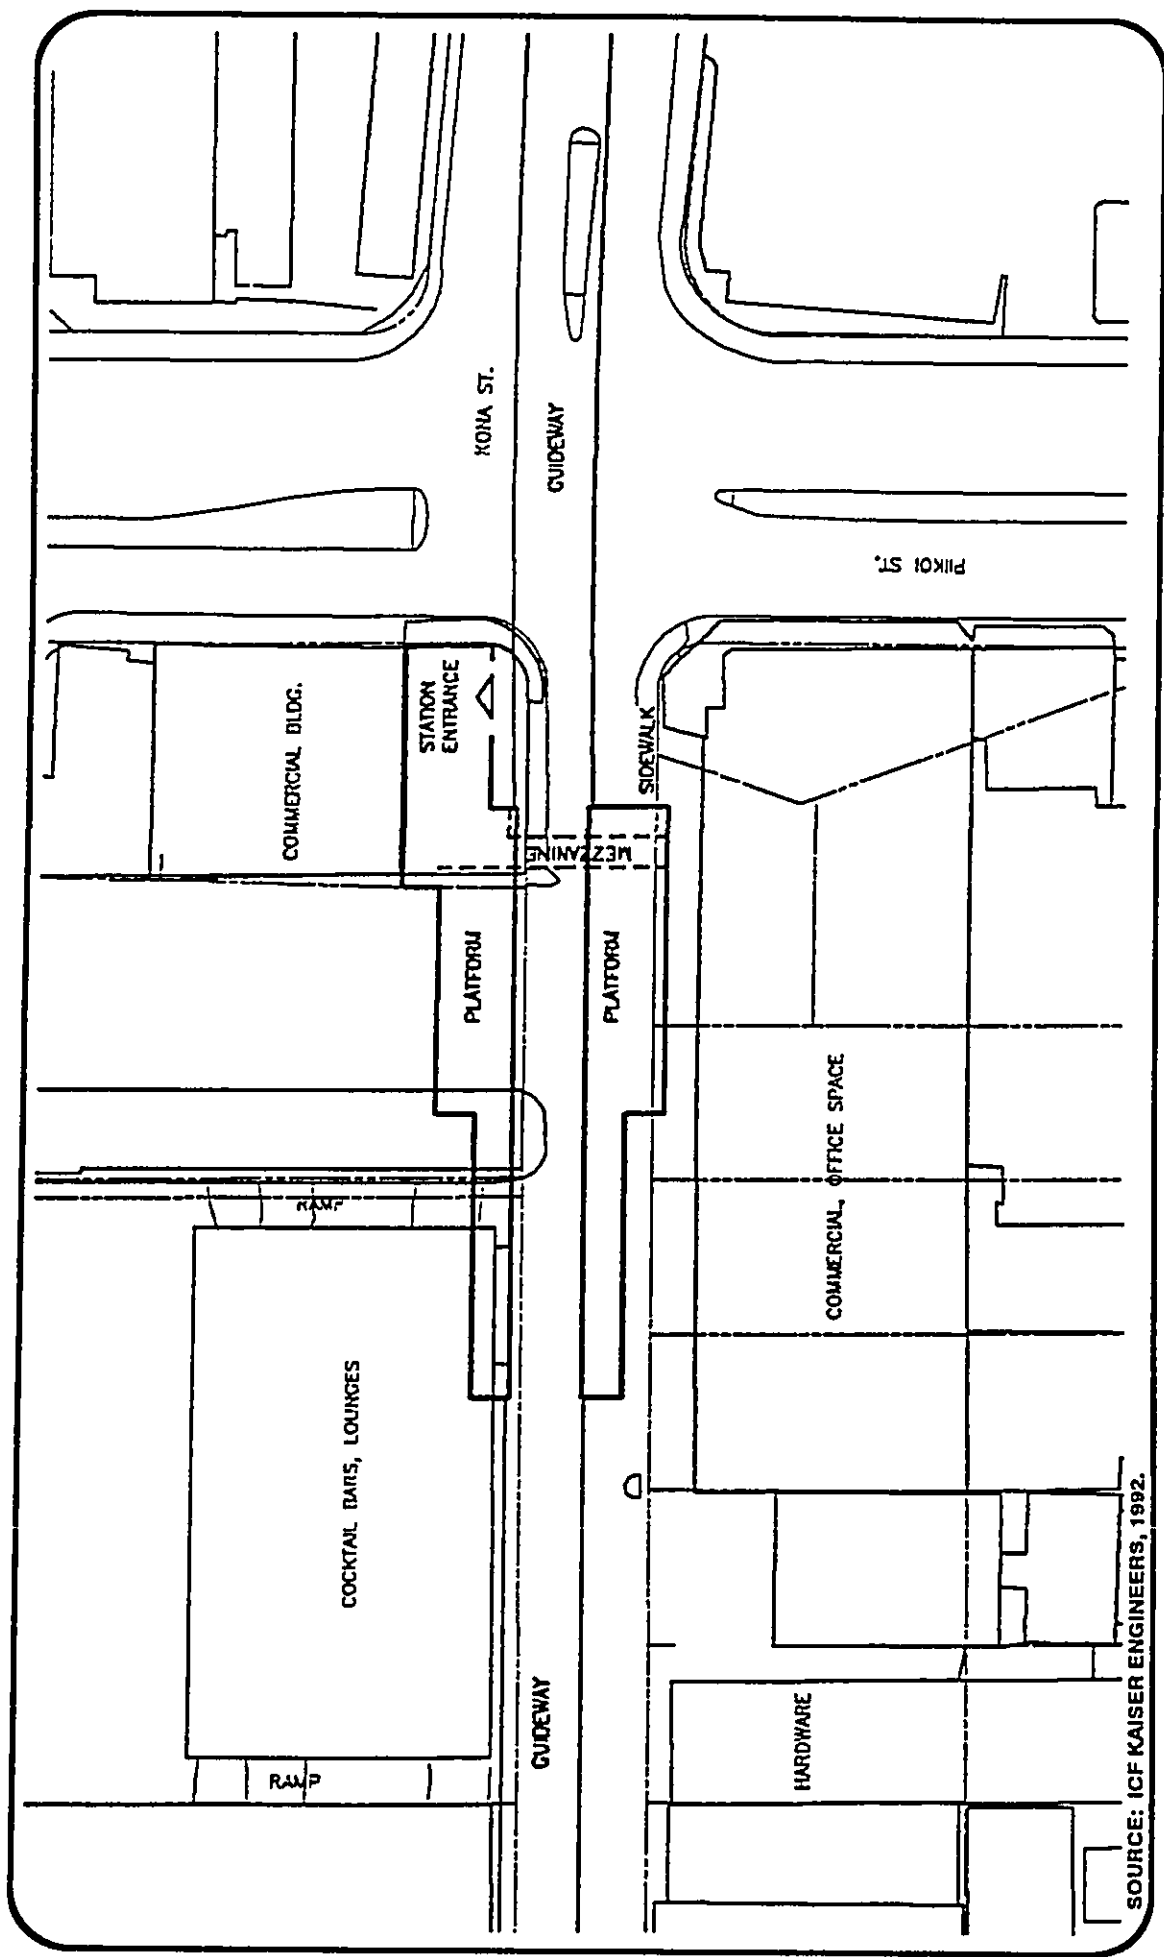 KONA ST.
GUIDEWAY
PIIKOI ST.
COMMERCIAL BLDG.
STATION
ENTRANCE
SIDEWALK
MEZZANINE
PLATFORM
PLATFORM
RAMP
COMMERCIAL, OFFICE SPACE
COCKTAIL BARS, LOUNGES
GUIDEWAY
RAMP
HARDWARE
SOURCE: ICF KAISER ENGINEERS, 1992.